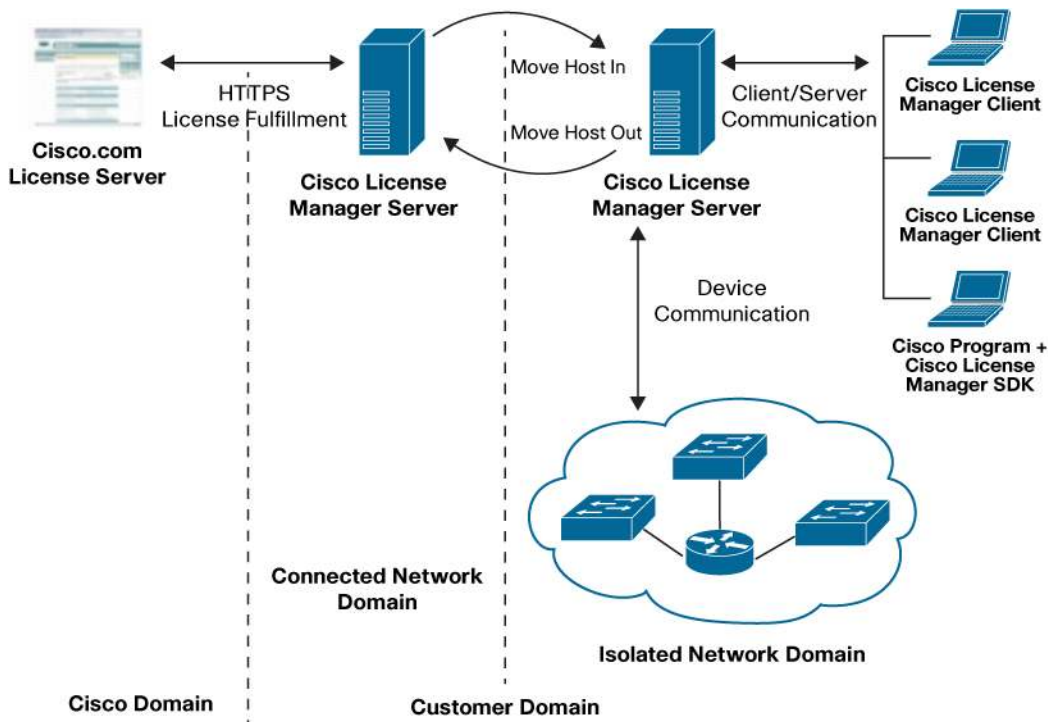 HTTPS
License Fulfillment
Cisco.com
License Server
Cisco License
Manager Server
Move Host In
Move Host Out
Cisco License
Manager Server
Client/Server
Communication
Cisco License
Manager Client
Cisco License
Manager Client
Cisco Program +
Cisco License
Manager SDK
Device
Communication
Connected Network
Domain
Isolated Network Domain
Cisco Domain
Customer Domain